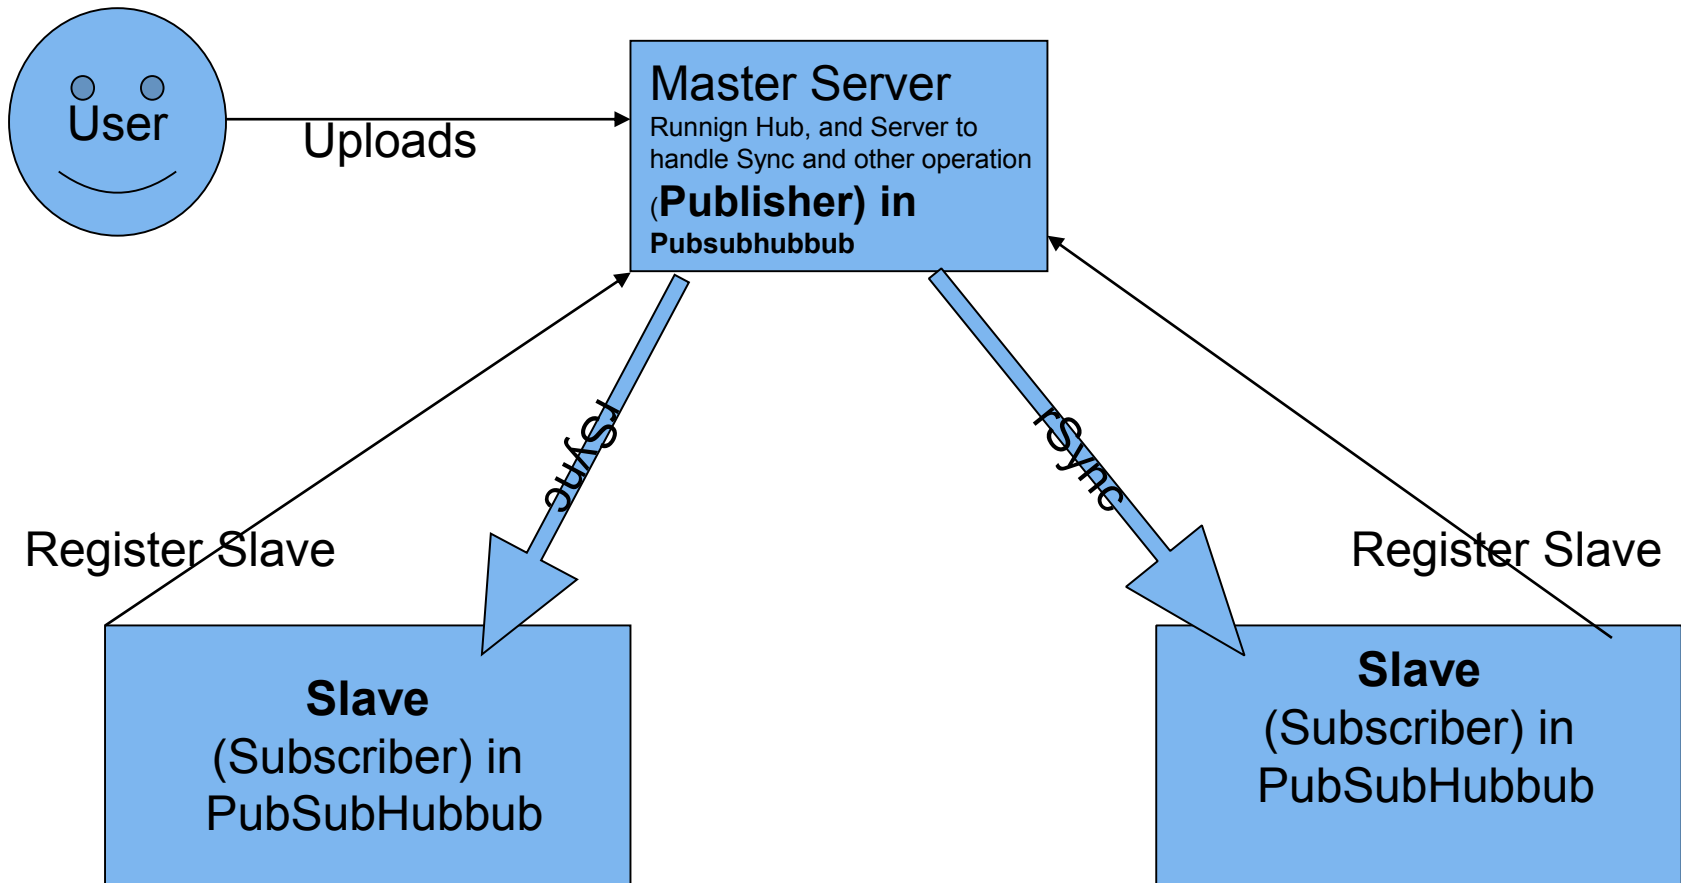 User
Uploads
Master Server
Runnign Hub, and Server to
handle Sync and other operation
(Publisher) in
Pubsubhubbub
rSync
rSync
Register Slave
Register Slave
Slave
(Subscriber) in
PubSubHubbub
Slave
(Subscriber) in
PubSubHubbub